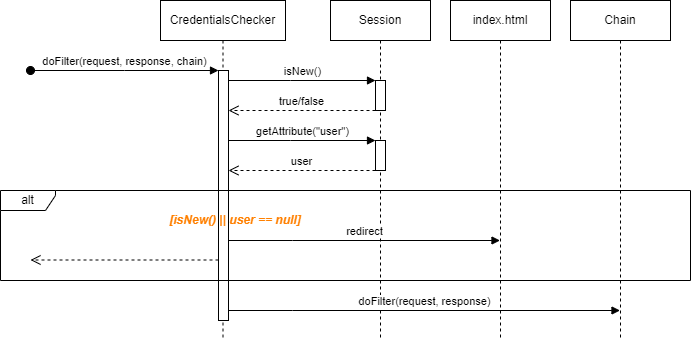 CredentialsChecker
Session
index.html
Chain
doFilter(request, response, chain)
isNew()
true/false
getAttribute("user")
user
alt
[isNew() || user == null]
redirect
doFilter(request, response)